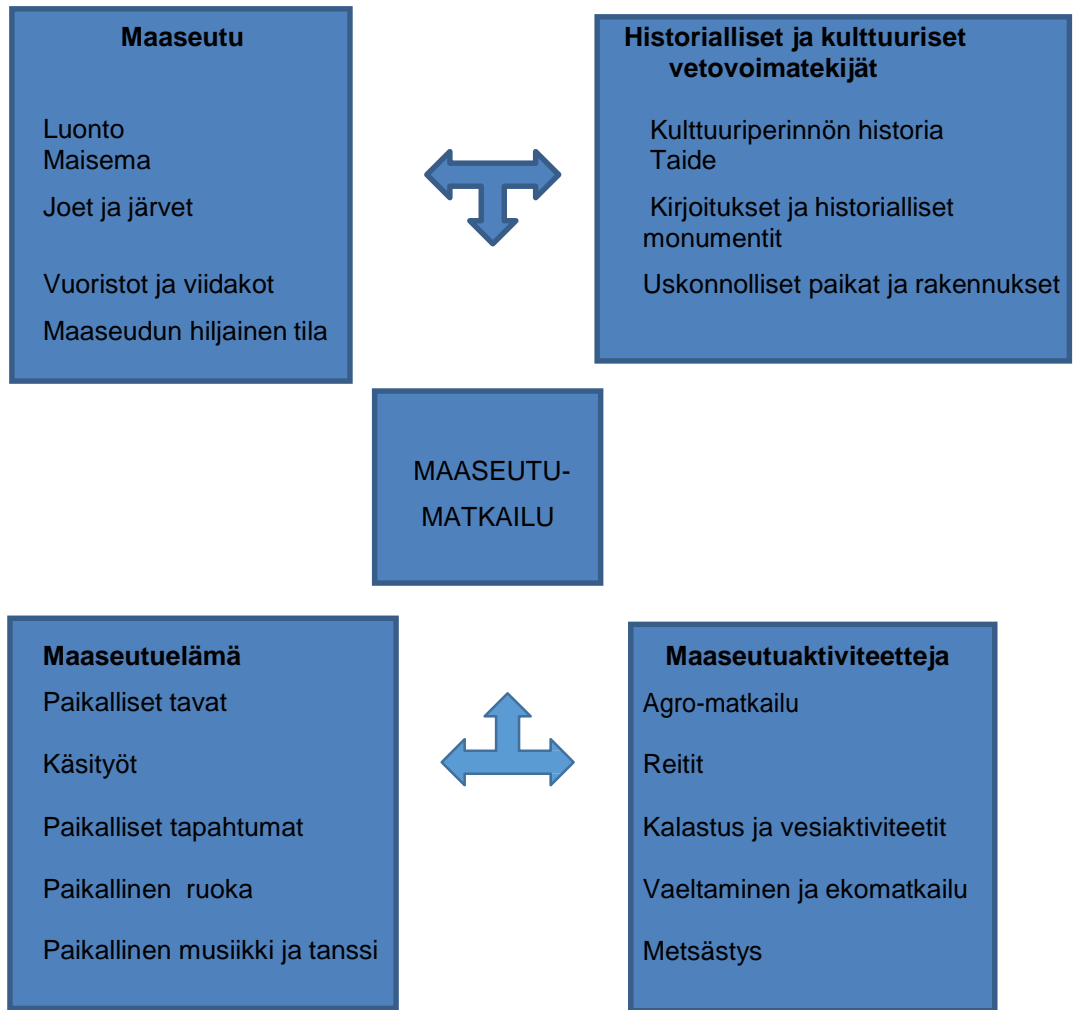 Maaseutu
Luonto
Maisema
Joet ja järvet
Vuoristot ja viidakot
Maaseudun hiljainen tila
Historialliset ja kulttuuriset
vetovoimatekijät
Kulttuuriperinnön historia
Taide
Kirjoitukset ja historialliset
monumentit
Uskonnolliset paikat ja rakennukset
MAASEUTU-
MATKAILU
Maaseutuelämä
Paikalliset tavat
Käsityöt
Paikalliset tapahtumat
Paikallinen ruoka
Paikallinen musiikki ja tanssi
Maaseutuaktiviteetteja
Agro-matkailu
Reitit
Kalastus ja vesiaktiviteetit
Vaeltaminen ja ekomatkailu
Metsästys